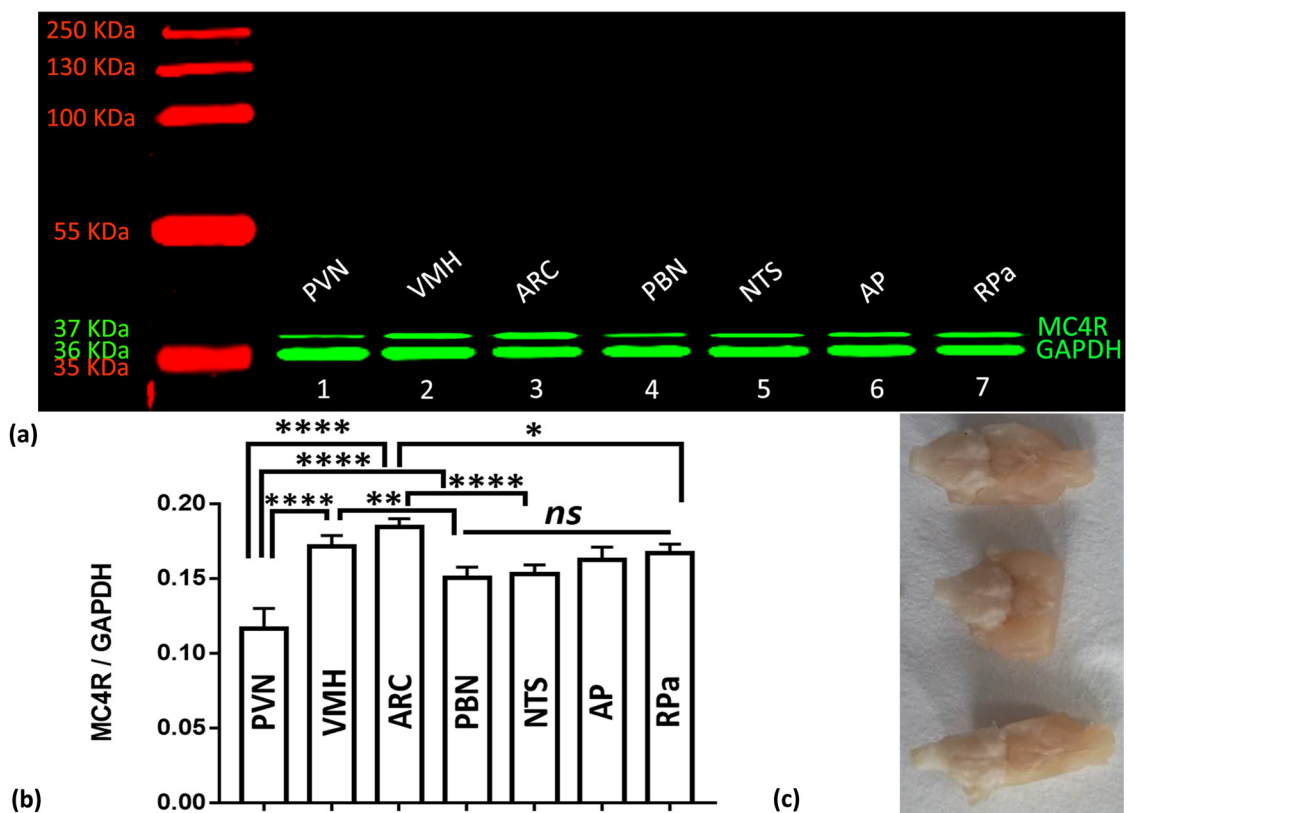 250 KDa
130 KDa
100 KDa
55 KDa
PVN VMH ARC PBN NTS AP RPa
37 KDa MC4R
36 KDa GAPDH
35 KDa
1 2 3 4 5 6 7
(a)
**** *
**** ****
**** ** ns
0.20
0.15
0.10
0.05
0.00
MC4R / GAPDH
PVN VMH ARC PBN NTS AP RPa
(b) (c)